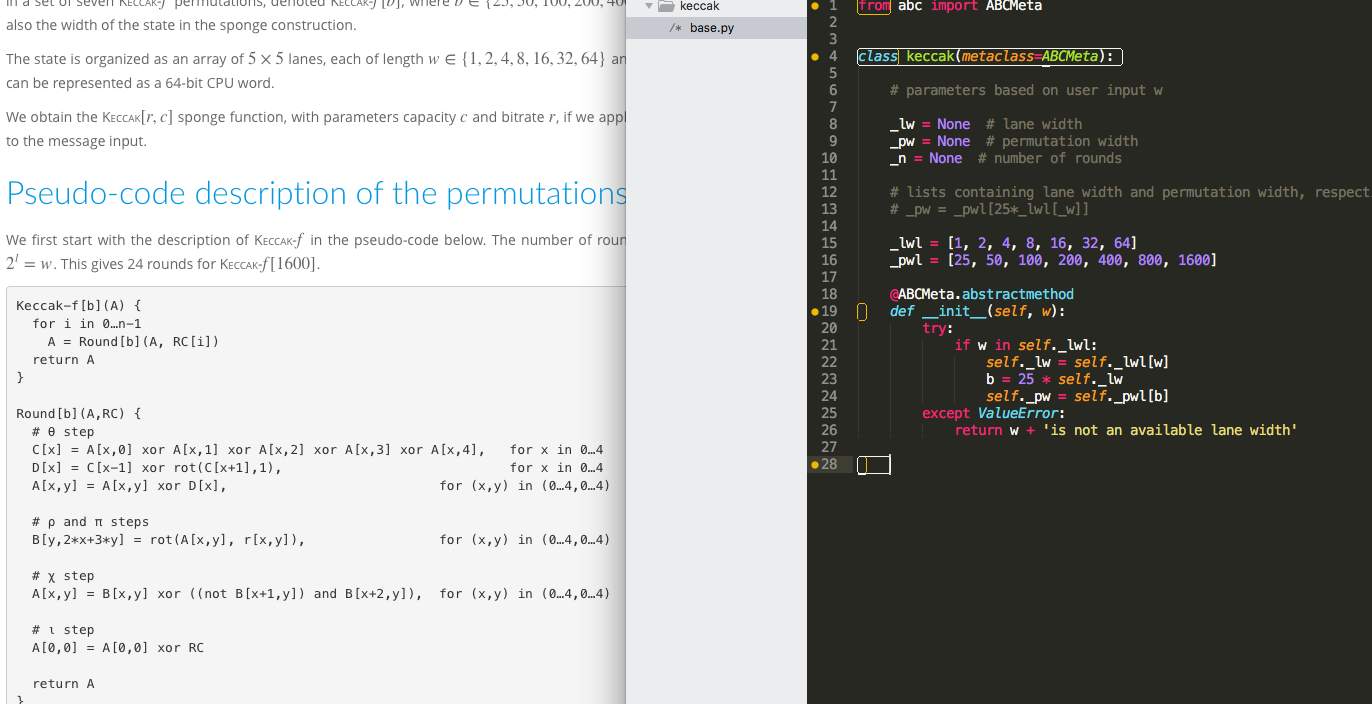 in a set of seven KECCAK-f permutations, denoted KECCAK-f[b], where b ∈ {25, 50, 100, 200, 40
also the width of the state in the sponge construction.
The state is organized as an array of 5 × 5 lanes, each of length w ∈ {1, 2, 4, 8, 16, 32, 64} an
can be represented as a 64-bit CPU word.
We obtain the KECCAK[r, c] sponge function, with parameters capacity c and bitrate r, if we appl
to the message input.
Pseudo-code description of the permutations
We first start with the description of KECCAK-f in the pseudo-code below. The number of roun
2^l = w. This gives 24 rounds for KECCAK-f[1600].
Keccak-f[b](A) {
  for i in 0…n-1
    A = Round[b](A, RC[i])
  return A
}
Round[b](A,RC) {
  # θ step
  C[x] = A[x,0] xor A[x,1] xor A[x,2] xor A[x,3] xor A[x,4],   for x in 0…4
  D[x] = C[x-1] xor rot(C[x+1],1),                             for x in 0…4
  A[x,y] = A[x,y] xor D[x],                           for (x,y) in (0…4,0…4)
  # ρ and π steps
  B[y,2*x+3*y] = rot(A[x,y], r[x,y]),                 for (x,y) in (0…4,0…4)
  # χ step
  A[x,y] = B[x,y] xor ((not B[x+1,y]) and B[x+2,y]),  for (x,y) in (0…4,0…4)
  # ι step
  A[0,0] = A[0,0] xor RC
  return A
}
keccak
/* base.py
1 from abc import ABCMeta
2
3
4 class keccak(metaclass=ABCMeta):
5
6     # parameters based on user input w
7
8     _lw = None  # lane width
9     _pw = None  # permutation width
10     _n = None  # number of rounds
11
12     # lists containing lane width and permutation width, respect
13     # _pw = _pwl[25*_lwl[_w]]
14
15     _lwl = [1, 2, 4, 8, 16, 32, 64]
16     _pwl = [25, 50, 100, 200, 400, 800, 1600]
17
18     @ABCMeta.abstractmethod
19     def __init__(self, w):
20         try:
21             if w in self._lwl:
22                 self._lw = self._lwl[w]
23                 b = 25 * self._lw
24                 self._pw = self._pwl[b]
25         except ValueError:
26             return w + 'is not an available lane width'
27
28